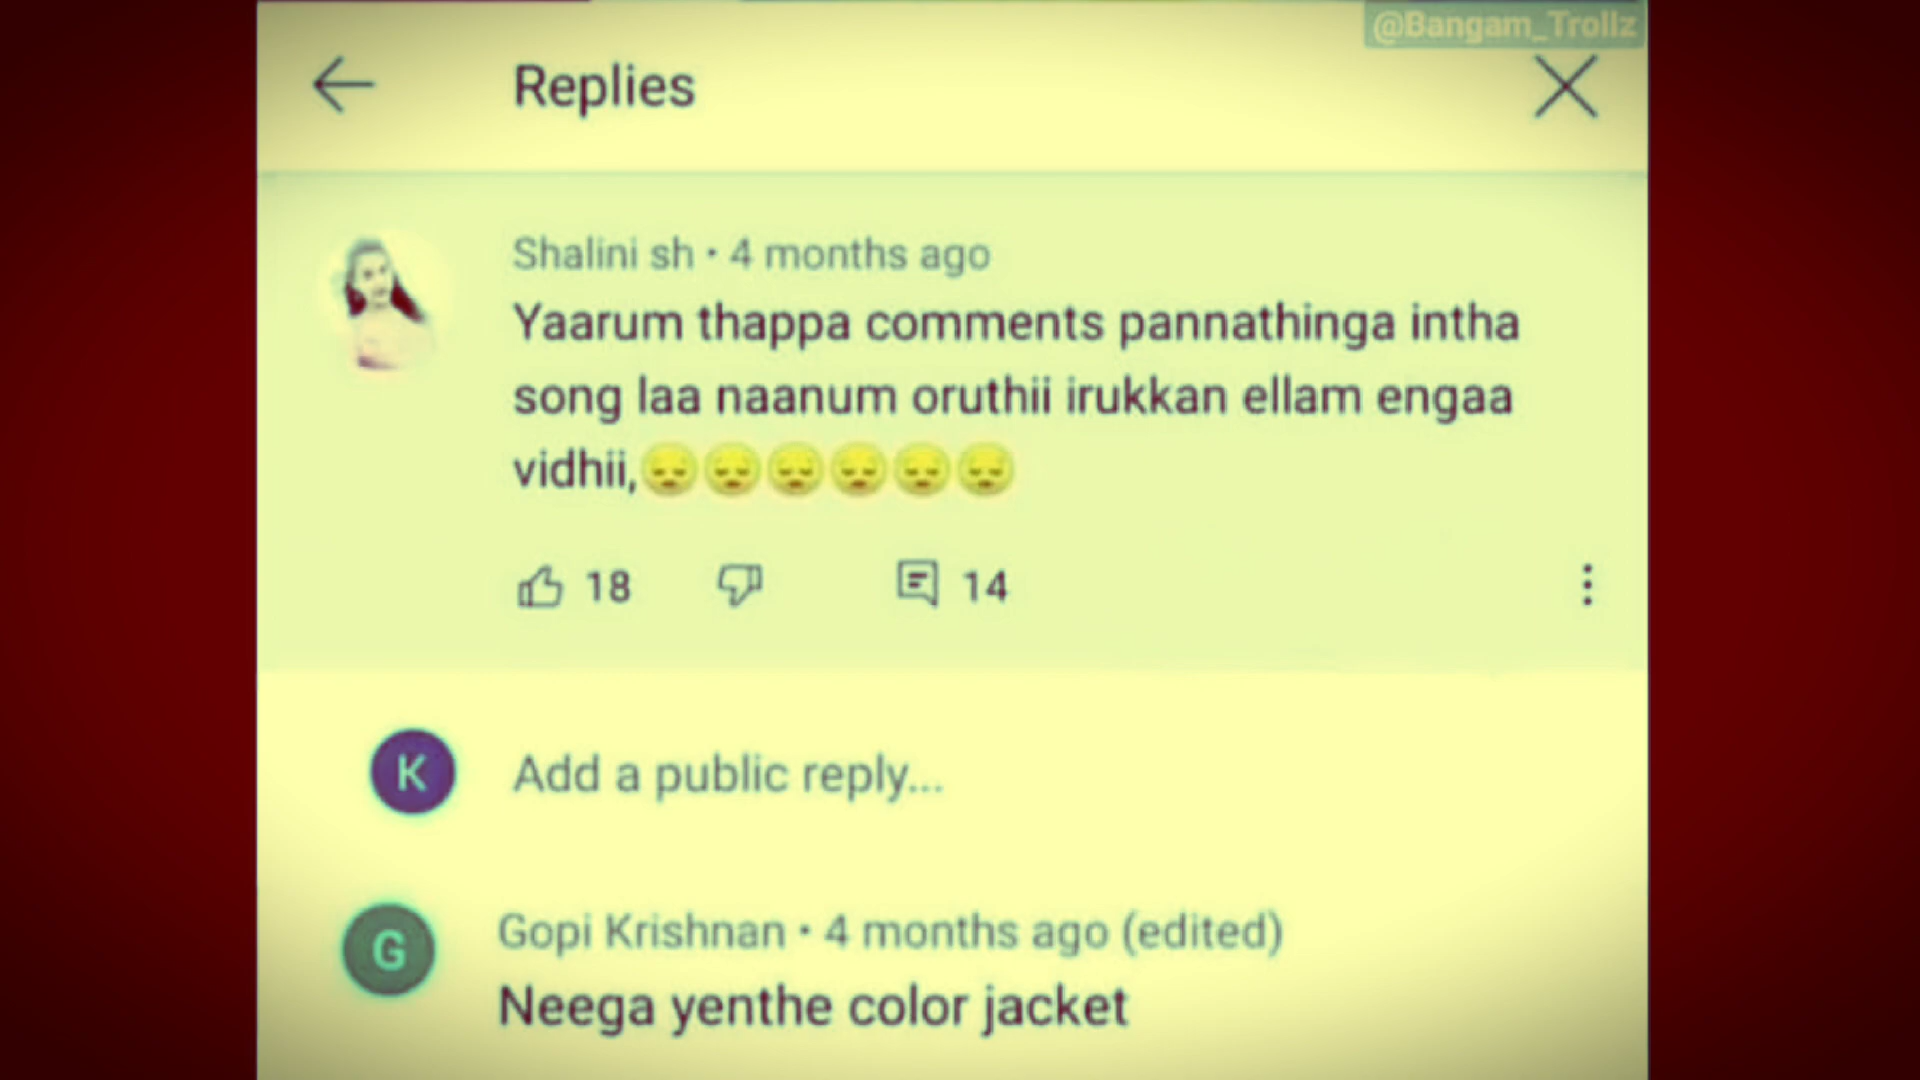 @Bangam_Trollz
Replies
Shalini sh • 4 months ago
Yaarum thappa comments pannathinga intha
song laa naanum oruthii irukkan ellam engaa
vidhii,😞😞😞😞😞😞
18 14
K Add a public reply...
G Gopi Krishnan • 4 months ago (edited)
Neega yenthe color jacket